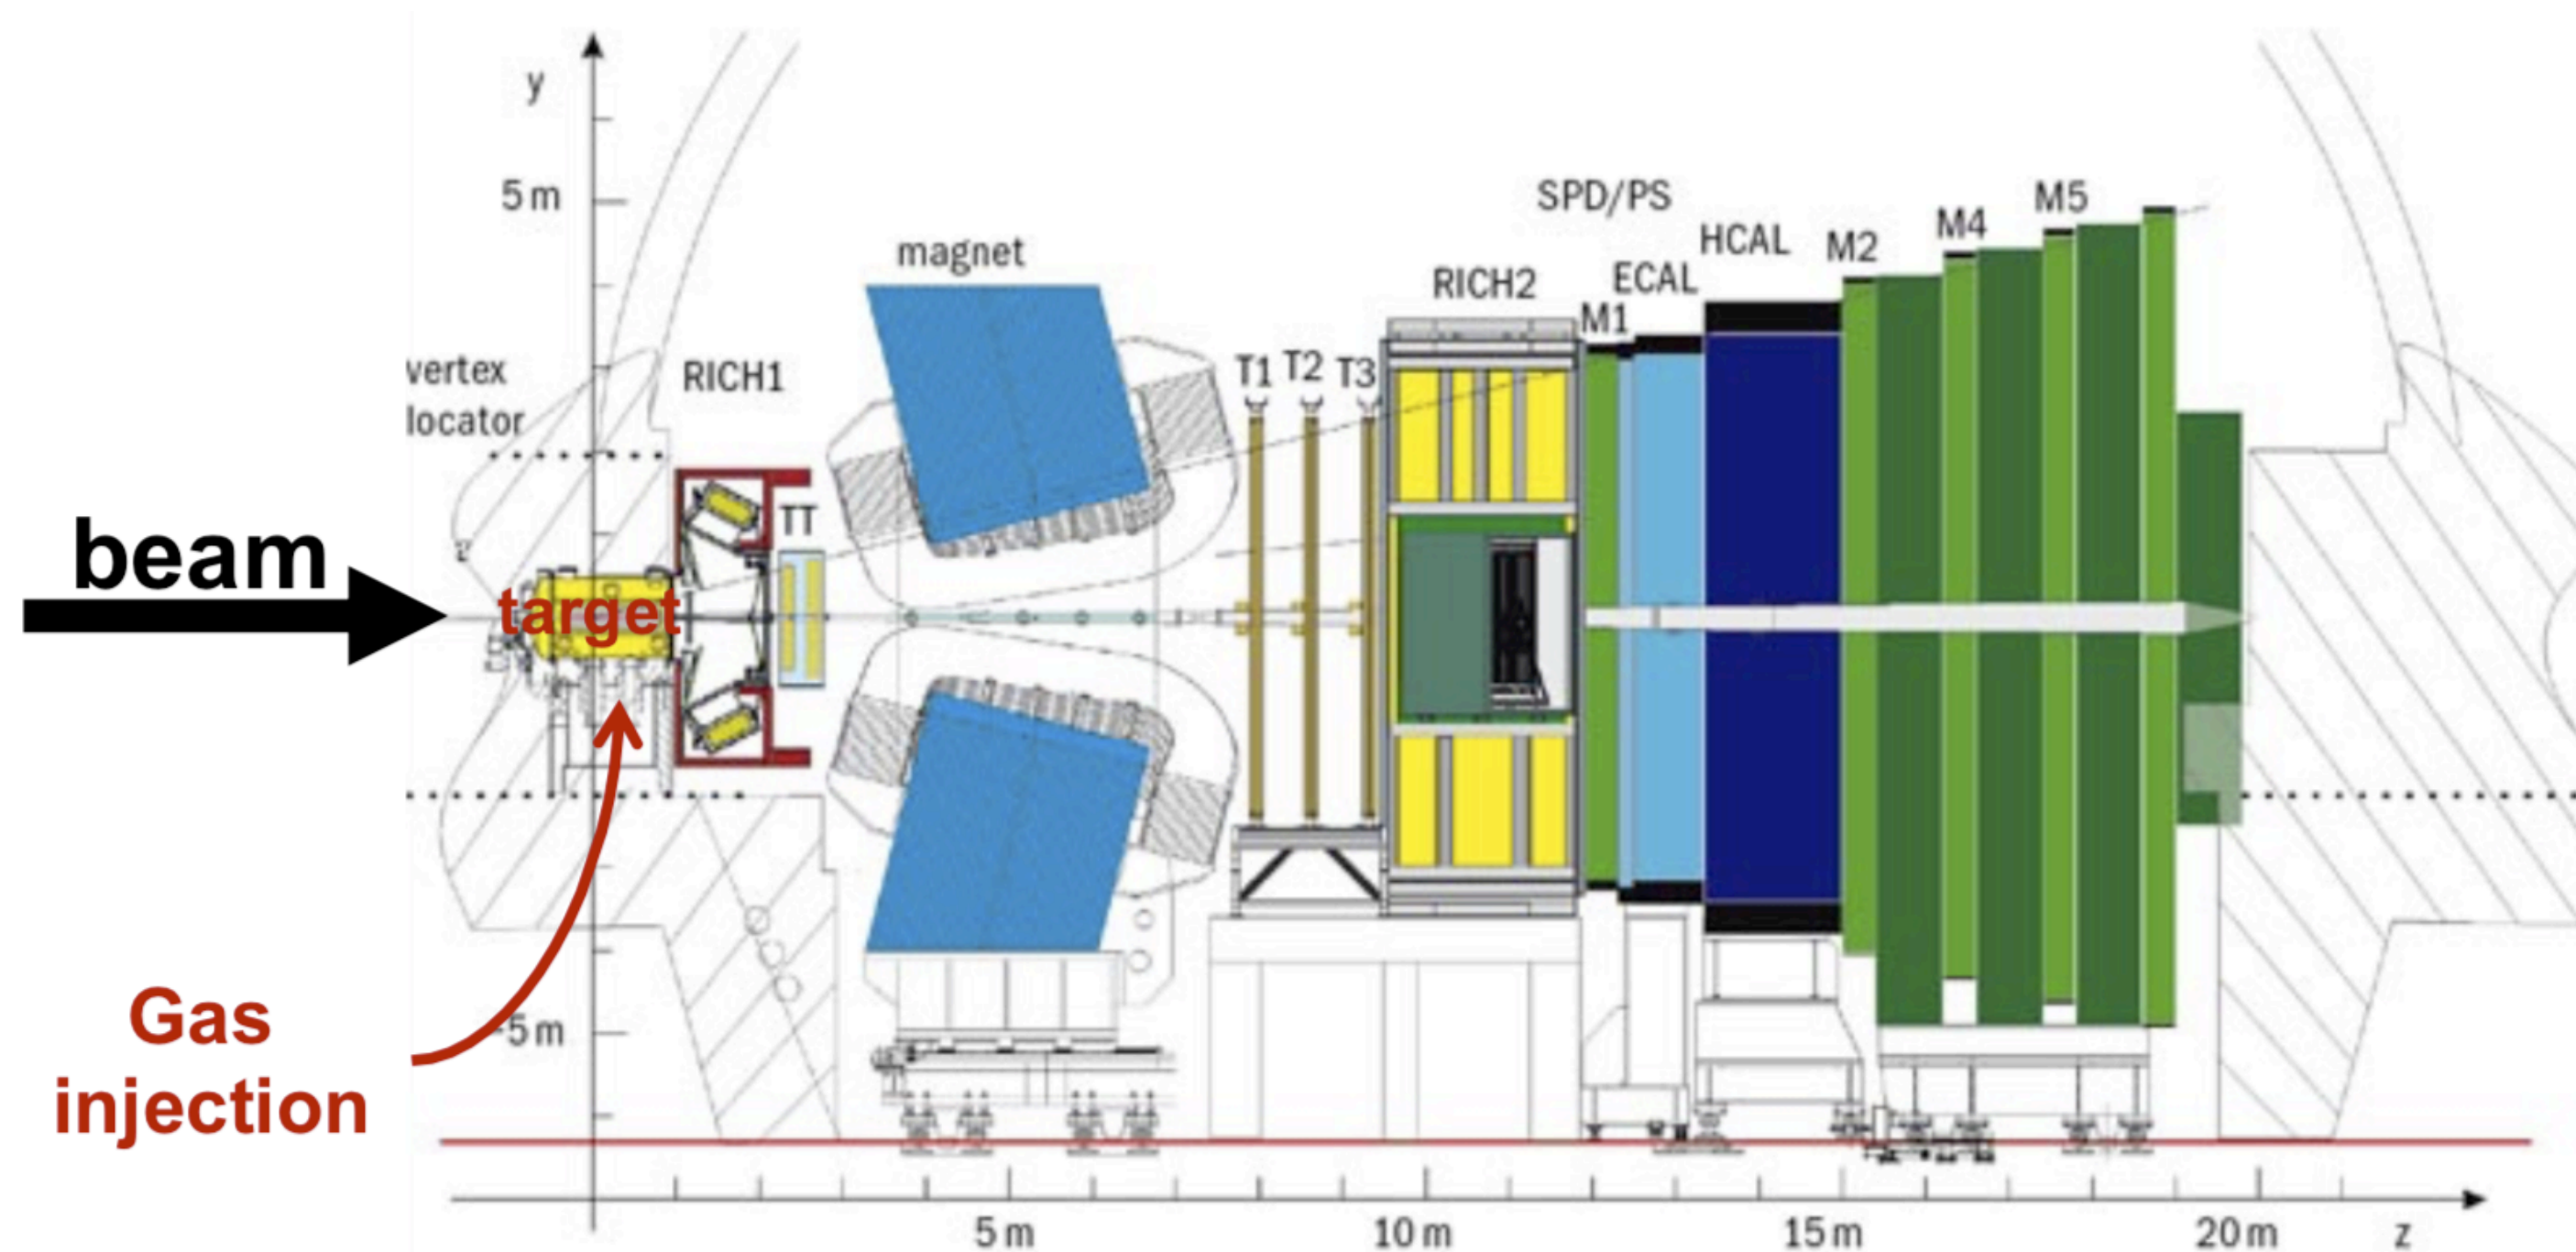 y
5 m
magnet
SPD/PS
HCAL
M2
M4
M5
RICH2
ECAL
M1
vertex
locator
RICH1
T1
T2
T3
TT
beam
target
Gas
injection
5 m
5 m
10 m
15 m
20 m
z